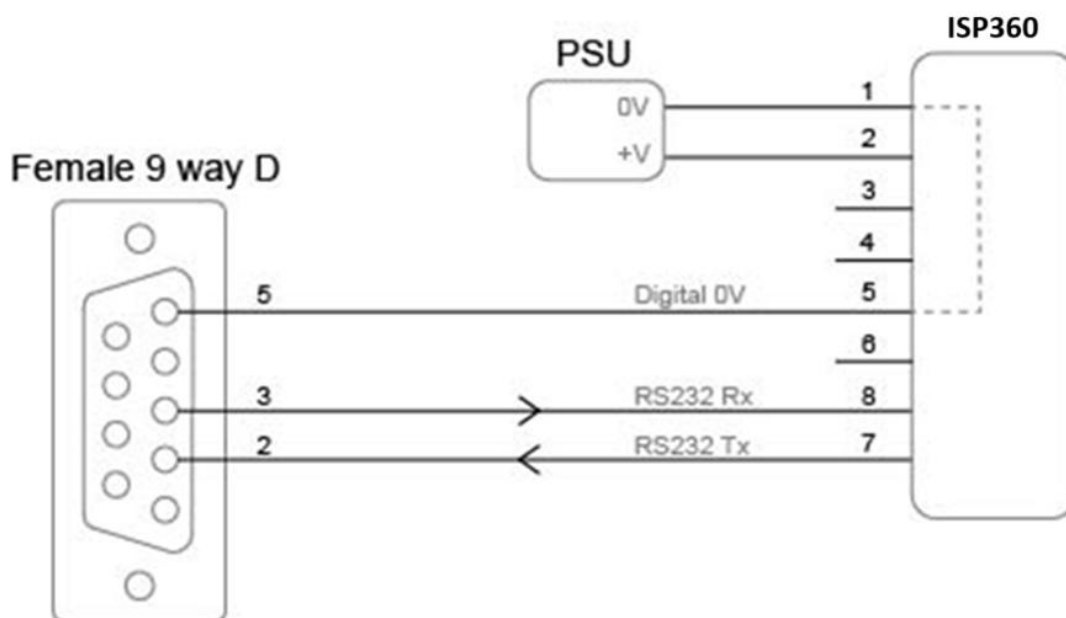 ISP360
PSU
0V
1
+V
2
Female 9 way D
3
4
5
Digital 0V
5
6
3
RS232 Rx
8
2
RS232 Tx
7